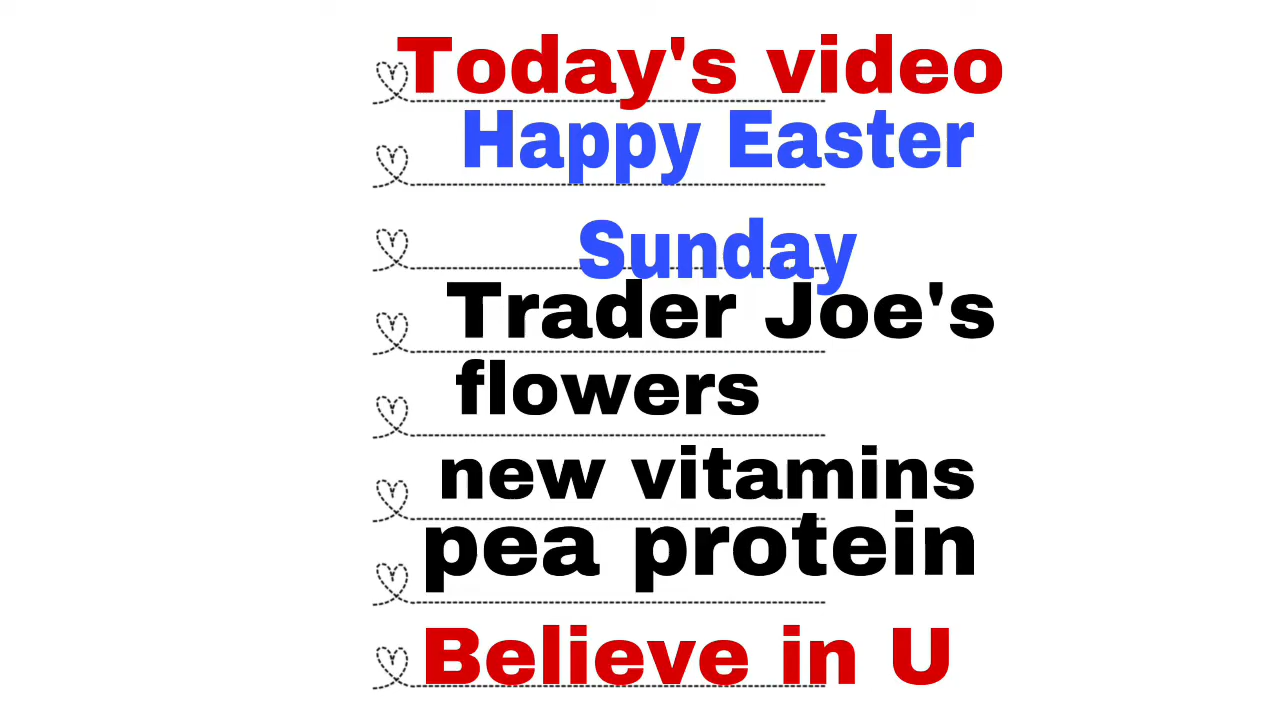 Today's video
Happy Easter
Sunday
Trader Joe's
flowers
new vitamins
pea protein
Believe in U